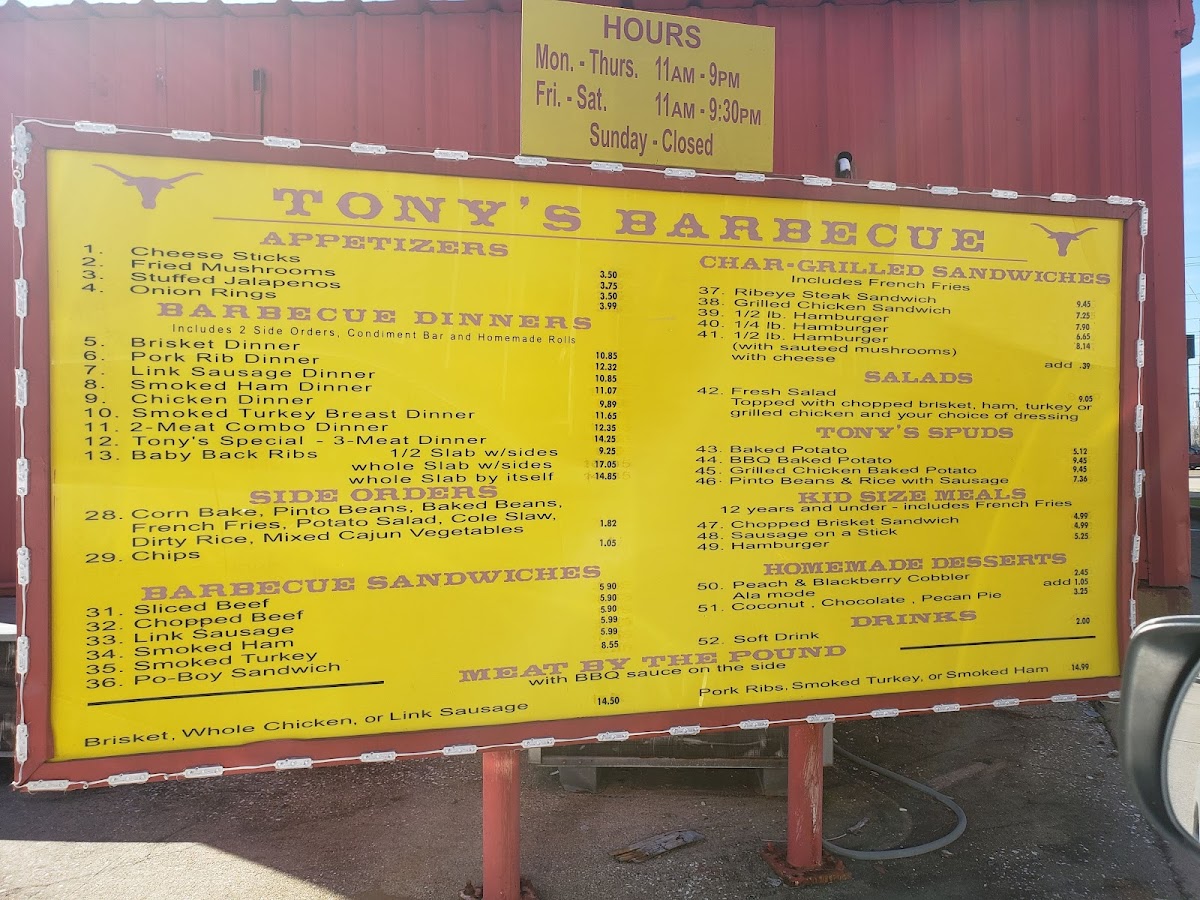 HOURS
Mon. - Thurs. 11AM - 9PM
Fri. - Sat. 11AM - 9:30PM
Sunday - Closed
TONY'S BARBECUE
APPETIZERS
1. Cheese Sticks 3.50
2. Fried Mushrooms 3.75
3. Stuffed Jalapenos 3.50
4. Onion Rings 3.99
BARBECUE DINNERS
Includes 2 Side Orders, Condiment Bar and Homemade Rolls
5. Brisket Dinner 10.85
6. Pork Rib Dinner 12.32
7. Link Sausage Dinner 10.85
8. Smoked Ham Dinner 11.07
9. Chicken Dinner 9.89
10. Smoked Turkey Breast Dinner 11.65
11. 2-Meat Combo Dinner 12.35
12. Tony's Special - 3-Meat Dinner 14.25
13. Baby Back Ribs 1/2 Slab w/sides 9.25
whole Slab w/sides 17.05
whole Slab by itself 14.85
SIDE ORDERS
28. Corn Bake, Pinto Beans, Baked Beans,
French Fries, Potato Salad, Cole Slaw,
Dirty Rice, Mixed Cajun Vegetables 1.82
29. Chips 1.05
BARBECUE SANDWICHES
31. Sliced Beef 5.90
32. Chopped Beef 5.90
33. Link Sausage 5.90
34. Smoked Ham 5.99
35. Smoked Turkey 5.99
36. Po-Boy Sandwich 8.55
CHAR-GRILLED SANDWICHES
Includes French Fries
37. Ribeye Steak Sandwich 9.45
38. Grilled Chicken Sandwich 7.25
39. 1/2 lb. Hamburger 7.90
40. 1/4 lb. Hamburger 6.65
41. 1/2 lb. Hamburger 8.14
(with sauteed mushrooms)
with cheese add .39
SALADS
42. Fresh Salad 9.05
Topped with chopped brisket, ham, turkey or
grilled chicken and your choice of dressing
TONY'S SPUDS
43. Baked Potato 5.12
44. BBQ Baked Potato 9.45
45. Grilled Chicken Baked Potato 9.45
46. Pinto Beans & Rice with Sausage 7.36
KID SIZE MEALS
12 years and under - includes French Fries
47. Chopped Brisket Sandwich 4.99
48. Sausage on a Stick 4.99
49. Hamburger 5.25
HOMEMADE DESSERTS
50. Peach & Blackberry Cobbler 2.45
Ala mode add 1.05
51. Coconut, Chocolate, Pecan Pie 3.25
DRINKS
52. Soft Drink 2.00
MEAT BY THE POUND
with BBQ sauce on the side
Brisket, Whole Chicken, or Link Sausage 14.50
Pork Ribs, Smoked Turkey, or Smoked Ham 14.99